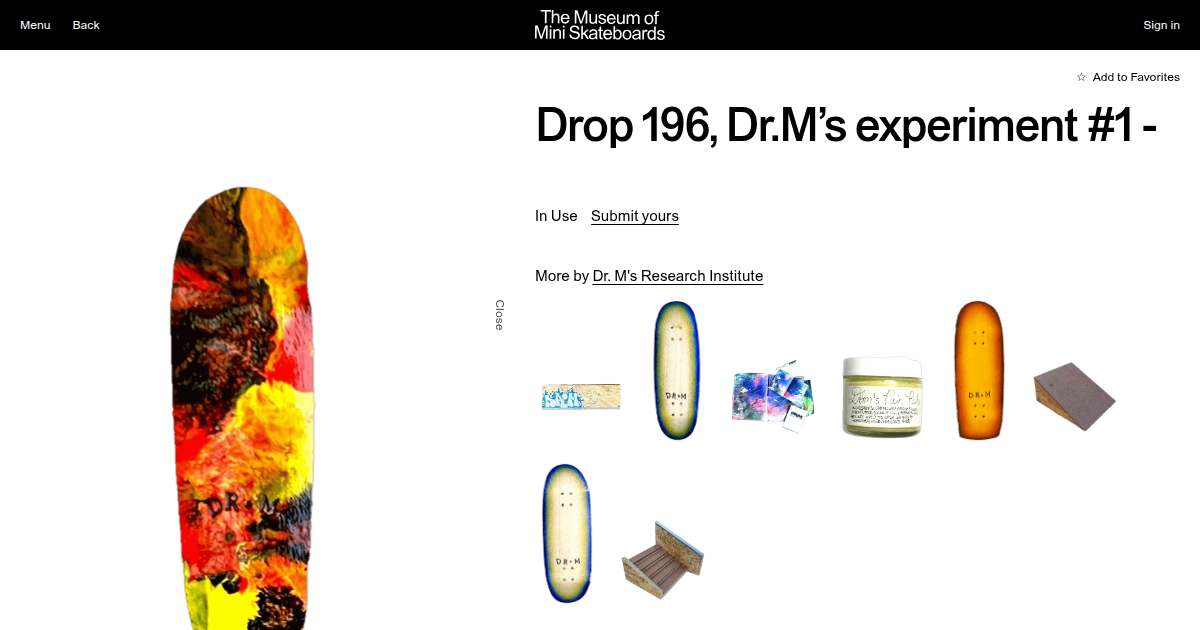 Menu
Back
The Museum of
Mini Skateboards
Sign in
☆ Add to Favorites
Drop 196, Dr.M’s experiment #1 -
In Use
Submit yours
More by Dr. M's Research Institute
Close
DR•M
DR•M
DR•M
DR•M